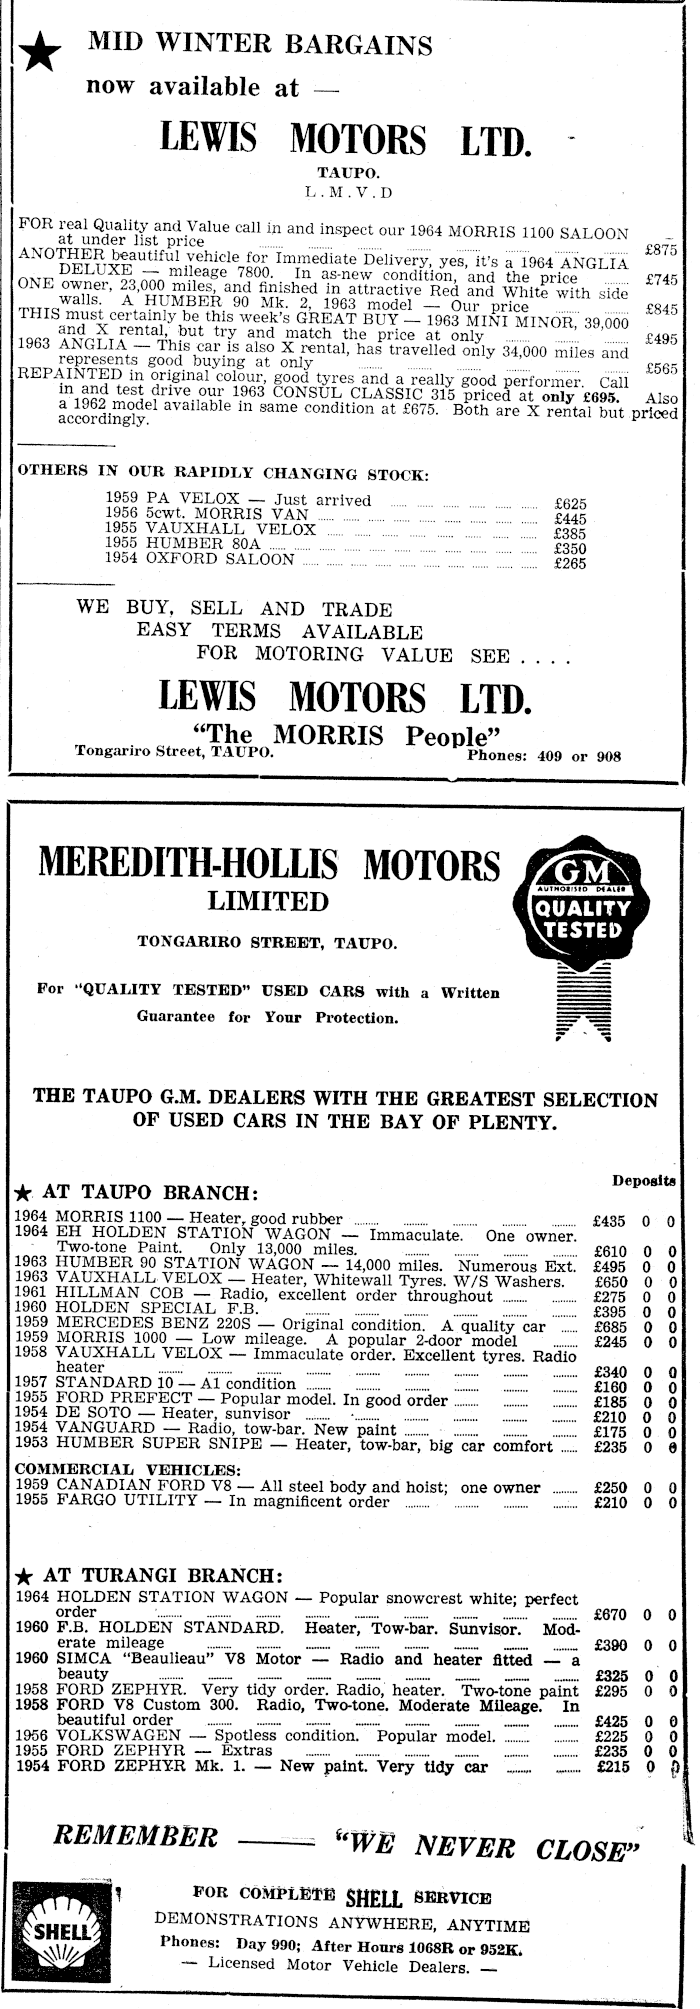 MID WINTER BARGAINS
now available at —
LEWIS MOTORS LTD.
TAUPO.
L.M.V.D
FOR real Quality and Value call in and inspect our 1964 MORRIS 1100 SALOON
at under list price ........ ........ ........ ........ ........ ........ ........ ........ £875
ANOTHER beautiful vehicle for Immediate Delivery, yes, it's a 1964 ANGLIA
DELUXE — mileage 7800. In as-new condition, and the price ........ £745
ONE owner, 23,000 miles, and finished in attractive Red and White with side
walls. A HUMBER 90 Mk. 2, 1963 model — Our price ........ ........ £845
THIS must certainly be this week's GREAT BUY — 1963 MINI MINOR, 39,000
and X rental, but try and match the price at only ........ ........ ........ £495
1963 ANGLIA — This car is also X rental, has travelled only 34,000 miles and
represents good buying at only ........ ........ ........ ........ ........ ........ £565
REPAINTED in original colour, good tyres and a really good performer. Call
in and test drive our 1963 CONSUL CLASSIC 315 priced at only £695. Also
a 1962 model available in same condition at £675. Both are X rental but priced
accordingly.
OTHERS IN OUR RAPIDLY CHANGING STOCK:
1959 PA VELOX — Just arrived ........ ........ ........ ........ £625
1956 5cwt. MORRIS VAN ........ ........ ........ ........ ........ £445
1955 VAUXHALL VELOX ........ ........ ........ ........ ........ £385
1955 HUMBER 80A ........ ........ ........ ........ ........ ........ £350
1954 OXFORD SALOON ........ ........ ........ ........ ........ £265
WE BUY, SELL AND TRADE
EASY TERMS AVAILABLE
FOR MOTORING VALUE SEE . . . .
LEWIS MOTORS LTD.
"The MORRIS People"
Tongariro Street, TAUPO. Phones: 409 or 908
MEREDITH-HOLLIS MOTORS
LIMITED
TONGARIRO STREET, TAUPO.
GM
AUTHORISED DEALER
QUALITY
TESTED
For "QUALITY TESTED" USED CARS with a Written
Guarantee for Your Protection.
THE TAUPO G.M. DEALERS WITH THE GREATEST SELECTION
OF USED CARS IN THE BAY OF PLENTY.
Deposits
AT TAUPO BRANCH:
1964 MORRIS 1100 — Heater, good rubber ........ ........ ........ ........ ........ £435 0 0
1964 EH HOLDEN STATION WAGON — Immaculate. One owner.
Two-tone Paint. Only 13,000 miles. ........ ........ ........ ........ £610 0 0
1963 HUMBER 90 STATION WAGON — 14,000 miles. Numerous Ext. £495 0 0
1963 VAUXHALL VELOX — Heater, Whitewall Tyres. W/S Washers. £650 0 0
1961 HILLMAN COB — Radio, excellent order throughout ........ ........ £275 0 0
1960 HOLDEN SPECIAL F.B. ........ ........ ........ ........ ........ ........ £395 0 0
1959 MERCEDES BENZ 220S — Original condition. A quality car ..... £685 0 0
1959 MORRIS 1000 — Low mileage. A popular 2-door model ........ £245 0 0
1958 VAUXHALL VELOX — Immaculate order. Excellent tyres. Radio
heater ........ ........ ........ ........ ........ ........ ........ ........ ........ £340 0 0
1957 STANDARD 10 — A1 condition ........ ........ ........ ........ ........ ........ £160 0 0
1955 FORD PREFECT — Popular model. In good order ........ ........ ........ £185 0 0
1954 DE SOTO — Heater, sunvisor ........ ........ ........ ........ ........ ........ £210 0 0
1954 VANGUARD — Radio, tow-bar. New paint ........ ........ ........ ........ £175 0 0
1953 HUMBER SUPER SNIPE — Heater, tow-bar, big car comfort ..... £235 0 0
COMMERCIAL VEHICLES:
1959 CANADIAN FORD V8 — All steel body and hoist; one owner ........ £250 0 0
1955 FARGO UTILITY — In magnificent order ........ ........ ........ ........ £210 0 0
AT TURANGI BRANCH:
1964 HOLDEN STATION WAGON — Popular snowcrest white; perfect
order ........ ........ ........ ........ ........ ........ ........ ........ ........ £670 0 0
1960 F.B. HOLDEN STANDARD. Heater, Tow-bar. Sunvisor. Mod-
erate mileage ........ ........ ........ ........ ........ ........ ........ ........ £390 0 0
1960 SIMCA "Beaulieu" V8 Motor — Radio and heater fitted — a
beauty ........ ........ ........ ........ ........ ........ ........ ........ ........ £325 0 0
1958 FORD ZEPHYR. Very tidy order. Radio, heater. Two-tone paint £295 0 0
1958 FORD V8 Custom 300. Radio, Two-tone. Moderate Mileage. In
beautiful order ........ ........ ........ ........ ........ ........ ........ ........ £425 0 0
1956 VOLKSWAGEN — Spotless condition. Popular model. ........ ........ £225 0 0
1955 FORD ZEPHYR — Extras ........ ........ ........ ........ ........ ........ £235 0 0
1954 FORD ZEPHYR Mk. 1. — New paint. Very tidy car ........ ........ £215 0 0
REMEMBER —— "WE NEVER CLOSE"
SHELL
FOR COMPLETE SHELL SERVICE
DEMONSTRATIONS ANYWHERE, ANYTIME
Phones: Day 990; After Hours 1068R or 952K.
— Licensed Motor Vehicle Dealers. —